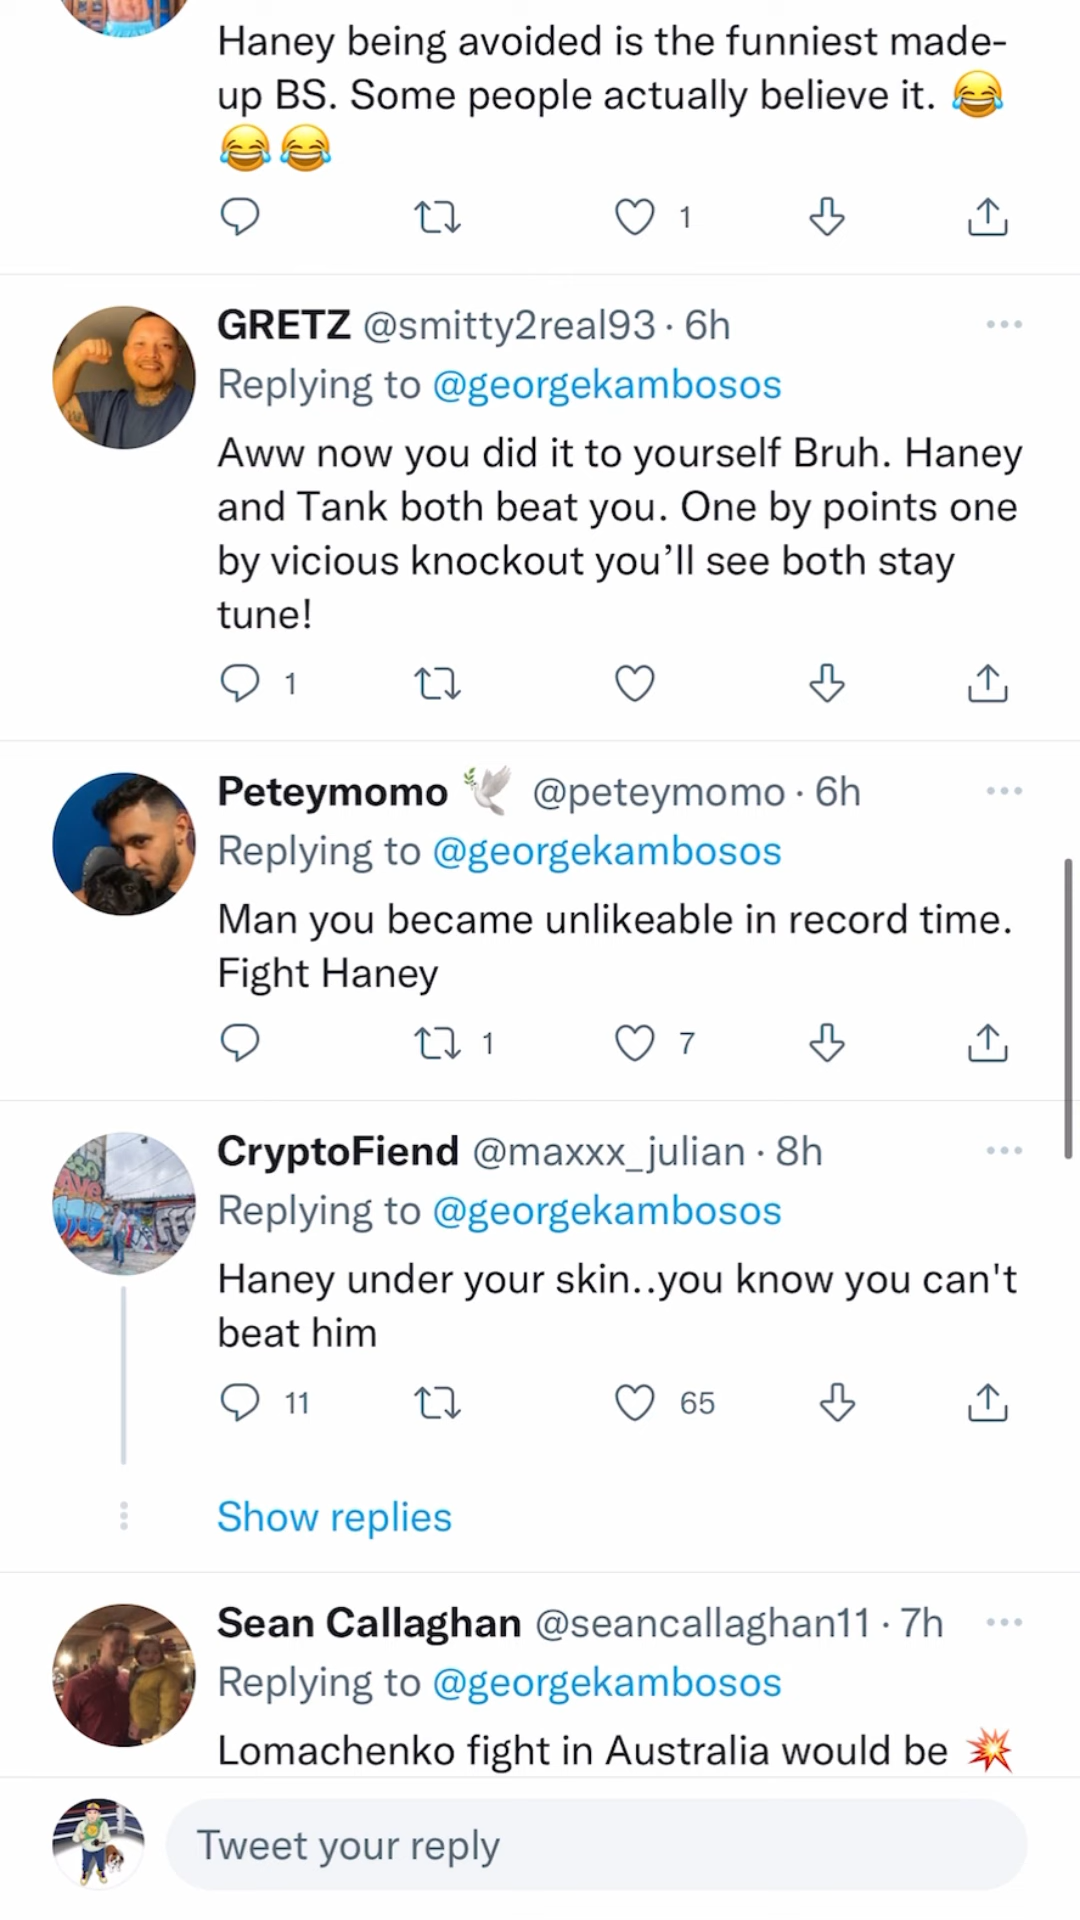 Haney being avoided is the funniest made-
up BS. Some people actually believe it. 😂
😂😂
1
GRETZ @smitty2real93 · 6h
Replying to @georgekambosos
Aww now you did it to yourself Bruh. Haney
and Tank both beat you. One by points one
by vicious knockout you’ll see both stay
tune!
1
Peteymomo 🕊 @peteymomo · 6h
Replying to @georgekambosos
Man you became unlikeable in record time.
Fight Haney
1 7
CryptoFiend @maxxx_julian · 8h
Replying to @georgekambosos
Haney under your skin..you know you can't
beat him
11 65
Show replies
Sean Callaghan @seancallaghan11 · 7h
Replying to @georgekambosos
Lomachenko fight in Australia would be 💥
Tweet your reply